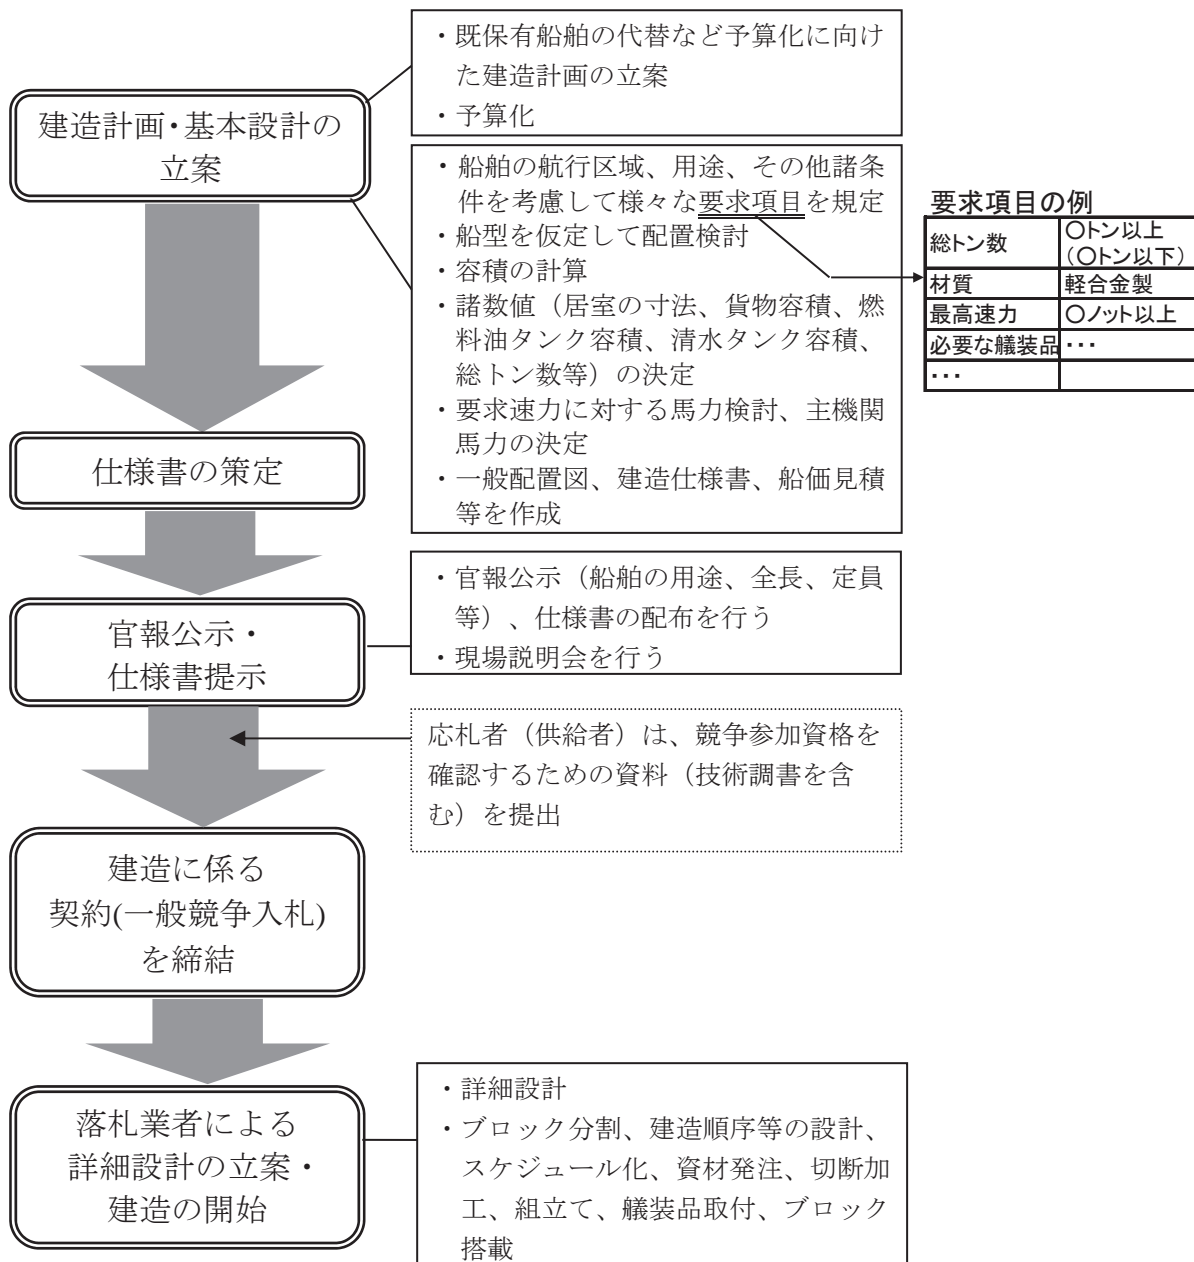 ・既保有船舶の代替など予算化に向け
た建造計画の立案
・予算化
建造計画・基本設計の
立案
・船舶の航行区域、用途、その他諸条
件を考慮して様々な要求項目を規定
・船型を仮定して配置検討
・容積の計算
・諸数値（居室の寸法、貨物容積、燃
料油タンク容積、清水タンク容積、
総トン数等）の決定
・要求速力に対する馬力検討、主機関
馬力の決定
・一般配置図、建造仕様書、船価見積
等を作成
要求項目の例
総トン数 〇トン以上
（〇トン以下）
材質 軽合金製
最高速力 〇ノット以上
必要な艤装品 ・・・
・・・
仕様書の策定
・官報公示（船舶の用途、全長、定員
等）、仕様書の配布を行う
・現場説明会を行う
官報公示・
仕様書提示
応札者（供給者）は、競争参加資格を
確認するための資料（技術調書を含
む）を提出
建造に係る
契約(一般競争入札)
を締結
落札業者による
詳細設計の立案・
建造の開始
・詳細設計
・ブロック分割、建造順序等の設計、
スケジュール化、資材発注、切断加
工、組立て、艤装品取付、ブロック
搭載